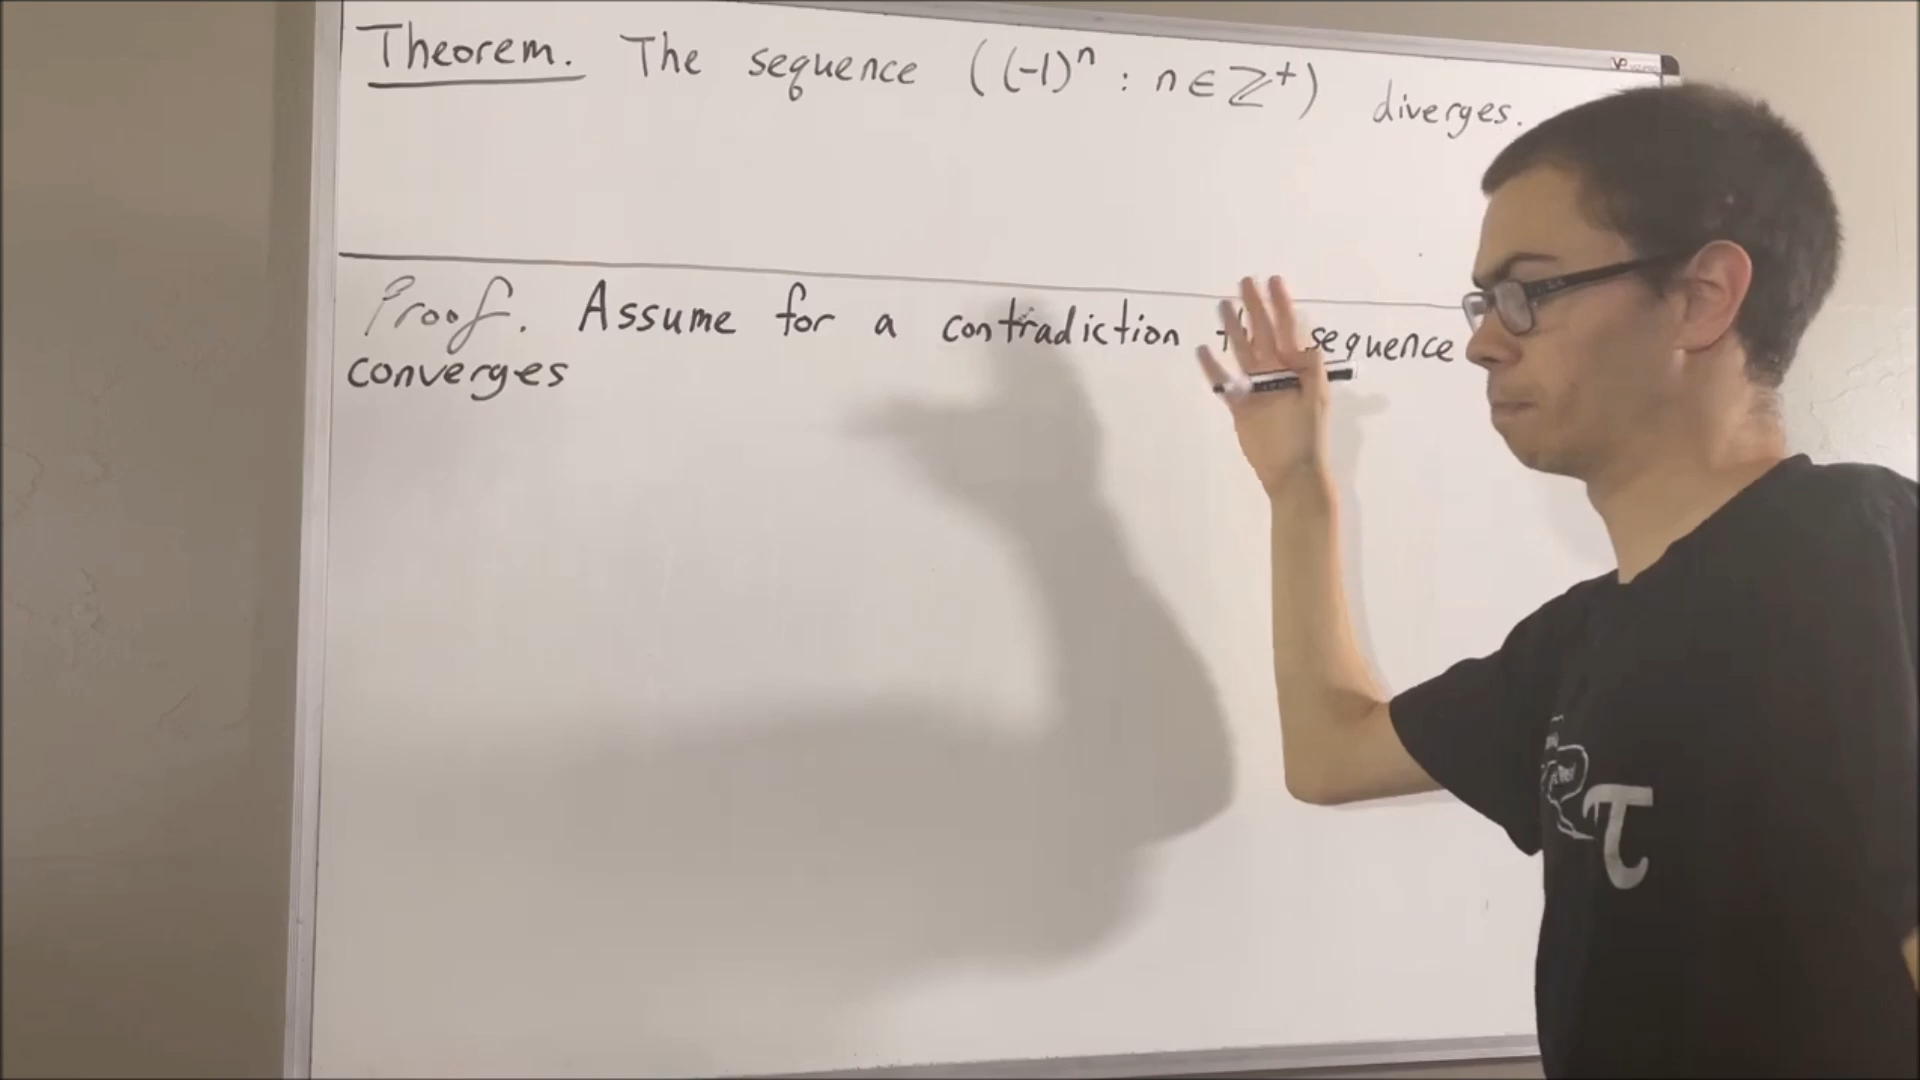 Theorem. The sequence ((-1)ⁿ : n ∈ ℤ⁺) diverges.
Proof. Assume for a contradiction sequence
converges
τ